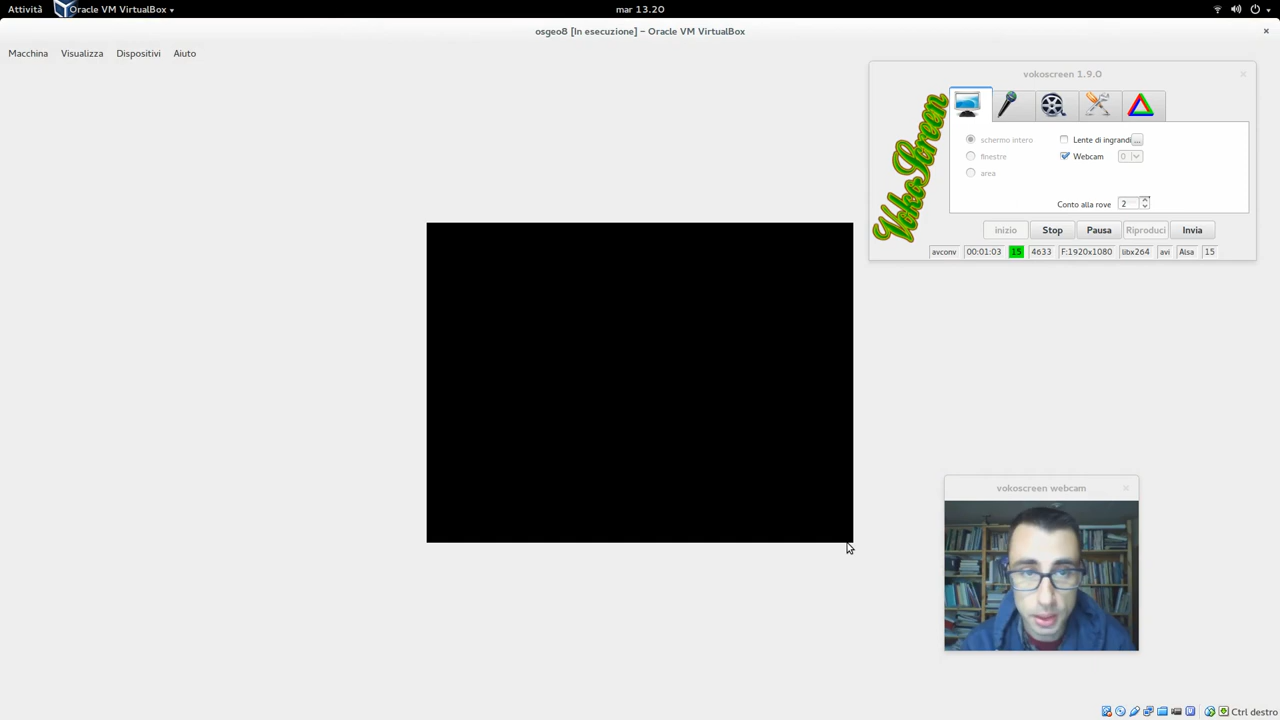 Attività
Oracle VM VirtualBox
mar 13.20
osgeo8 [In esecuzione] – Oracle VM VirtualBox
Macchina Visualizza Dispositivi Aiuto
vokoscreen 1.9.0
VokoScreen
schermo intero
finestre
area
Lente di ingrandi
...
Webcam
0
Conto alla rove
2
inizio Stop Pausa Riproduci Invia
avconv 00:01:03 15 4633 F:1920x1080 libx264 avi Alsa 15
vokoscreen webcam
Ctrl destro